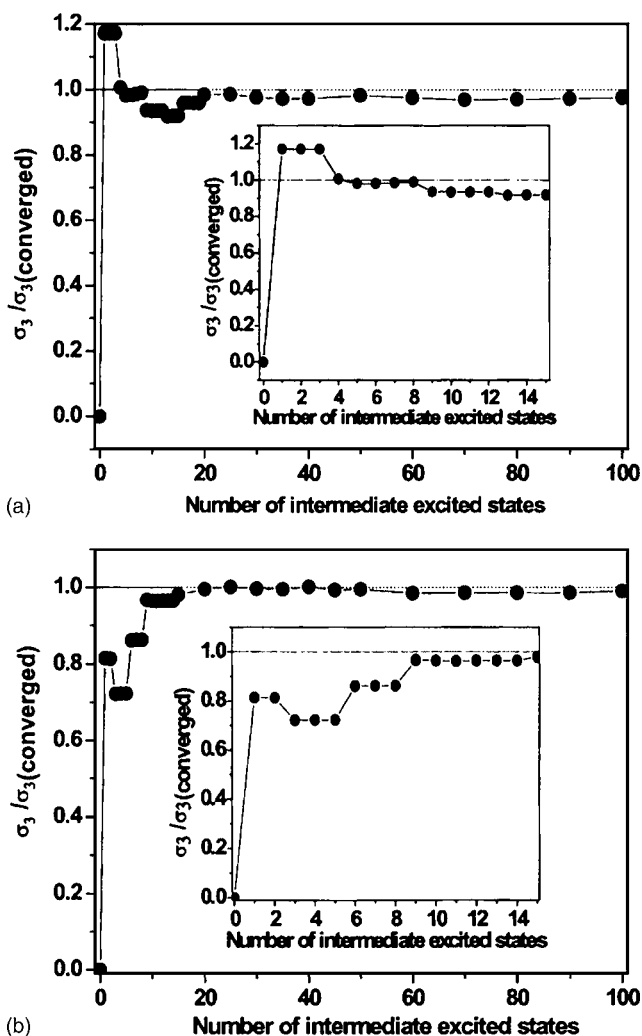 1.2
1.0
0.8
0.6
0.4
0.2
0.0
σ₃ /σ₃(converged)
1.2
1.0
0.8
0.6
0.4
0.2
0.0
σ₃ /σ₃(converged)
0 2 4 6 8 10 12 14
Number of intermediate excited states
0 20 40 60 80 100
(a) Number of intermediate excited states
1.0
0.8
0.6
0.4
0.2
0.0
σ₃ /σ₃(converged)
1.0
0.8
0.6
0.4
0.2
0.0
σ₃ /σ₃(converged)
0 2 4 6 8 10 12 14
Number of intermediate excited states
0 20 40 60 80 100
(b) Number of intermediate excited states